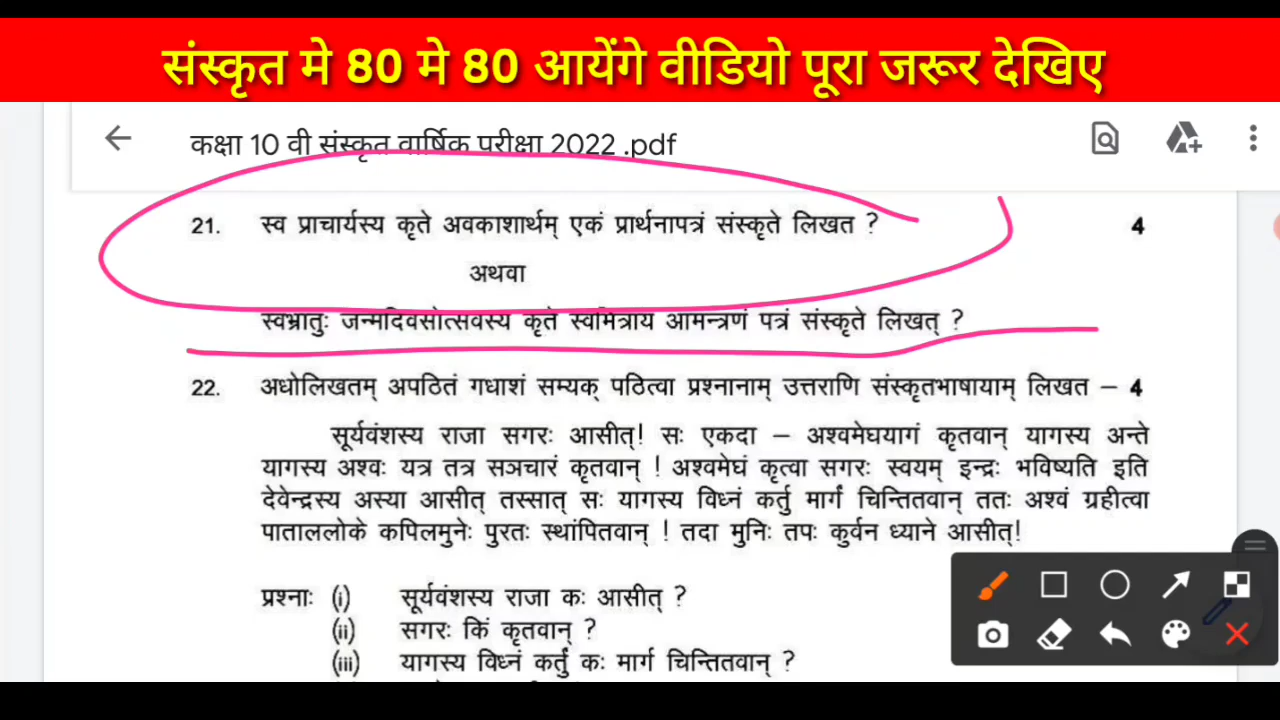 संस्कृत मे 80 मे 80 आयेंगे वीडियो पूरा जरूर देखिए
कक्षा 10 वी संस्कृत वार्षिक परीक्षा 2022 .pdf
21. स्व प्राचार्यस्य कृते अवकाशार्थम् एकं प्रार्थनापत्रं संस्कृते लिखत ? 4
अथवा
स्वभ्रातुः जन्मदिवसोत्सवस्य कृते स्वमित्राय आमन्त्रणं पत्रं संस्कृते लिखत् ?
22. अधोलिखतम् अपठितं गधाशं सम्यक् पठित्वा प्रश्नानाम् उत्तराणि संस्कृतभाषायाम् लिखत – 4
सूर्यवंशस्य राजा सगरः आसीत्! सः एकदा – अश्वमेघयागं कृतवान् यागस्य अन्ते
यागस्य अश्वः यत्र तत्र सञचारं कृतवान् ! अश्वमेघं कृत्वा सगरः स्वयम् इन्द्रः भविष्यति इति
देवेन्द्रस्य अस्या आसीत् तस्सात् सः यागस्य विध्नं कर्तु मार्गं चिन्तितवान् ततः अश्वं ग्रहीत्वा
पाताललोके कपिलमुनेः पुरतः स्थांपितवान् ! तदा मुनिः तपः कुर्वन ध्याने आसीत्!
प्रश्नाः (i) सूर्यवंशस्य राजा कः आसीत् ?
(ii) सगरः किं कृतवान् ?
(iii) यागस्य विध्नं कर्तुं कः मार्ग चिन्तितवान् ?